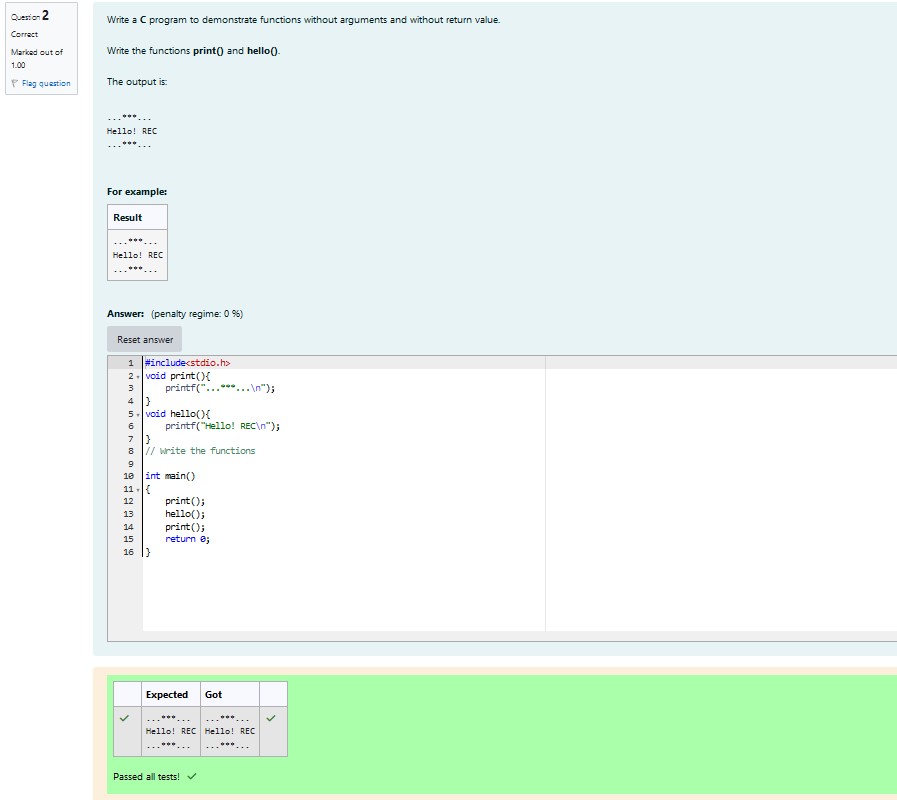 Question 2
Correct
Marked out of
1.00
Flag question
Write a C program to demonstrate functions without arguments and without return value.
Write the functions print() and hello().
The output is:
...***...
Hello! REC
...***...
For example:
Result
...***...
Hello! REC
...***...
Answer: (penalty regime: 0 %)
Reset answer
1 #include<stdio.h>
2 void print(){
3 printf("...***...\n");
4 }
5 void hello(){
6 printf("Hello! REC\n");
7 }
8 // Write the functions
9
10 int main()
11 {
12 print();
13 hello();
14 print();
15 return 0;
16 }
Expected Got
...***... ...***...
Hello! REC Hello! REC
...***... ...***...
Passed all tests!